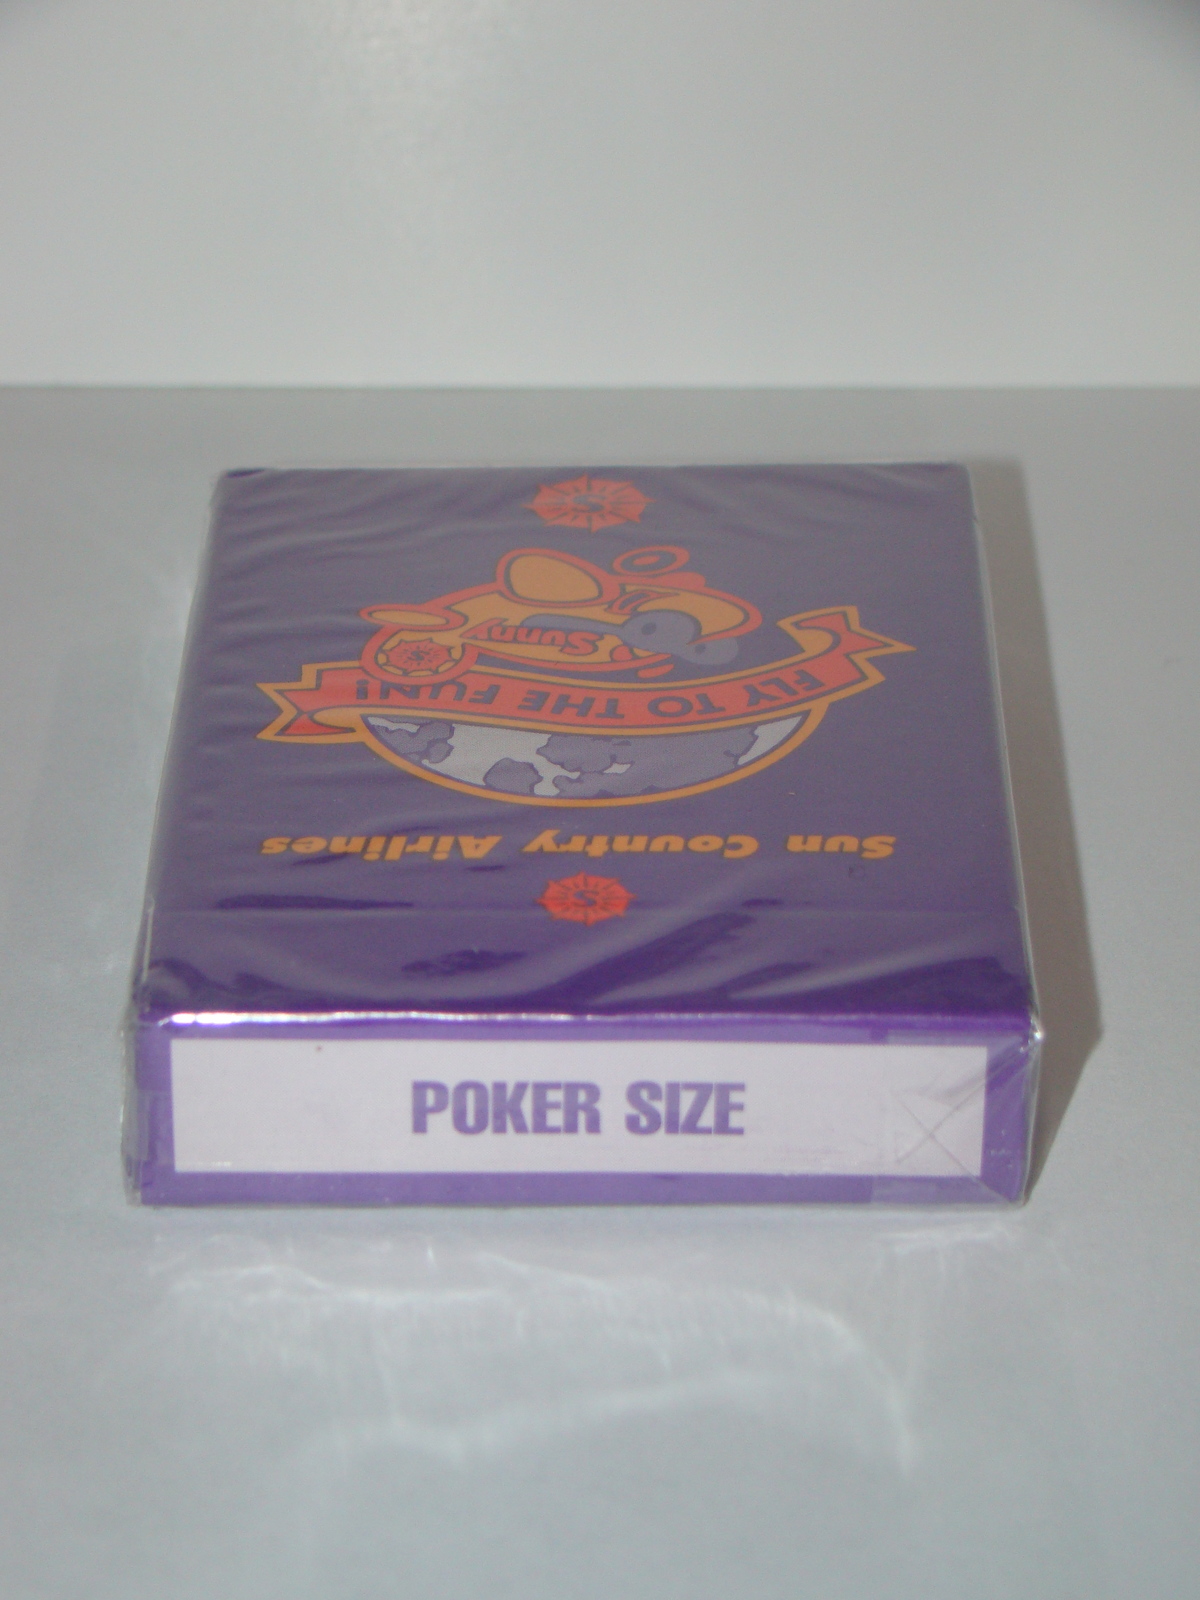 S
Sun Country Airlines
FLY TO THE FUN!
Sunny
S
S
POKER SIZE